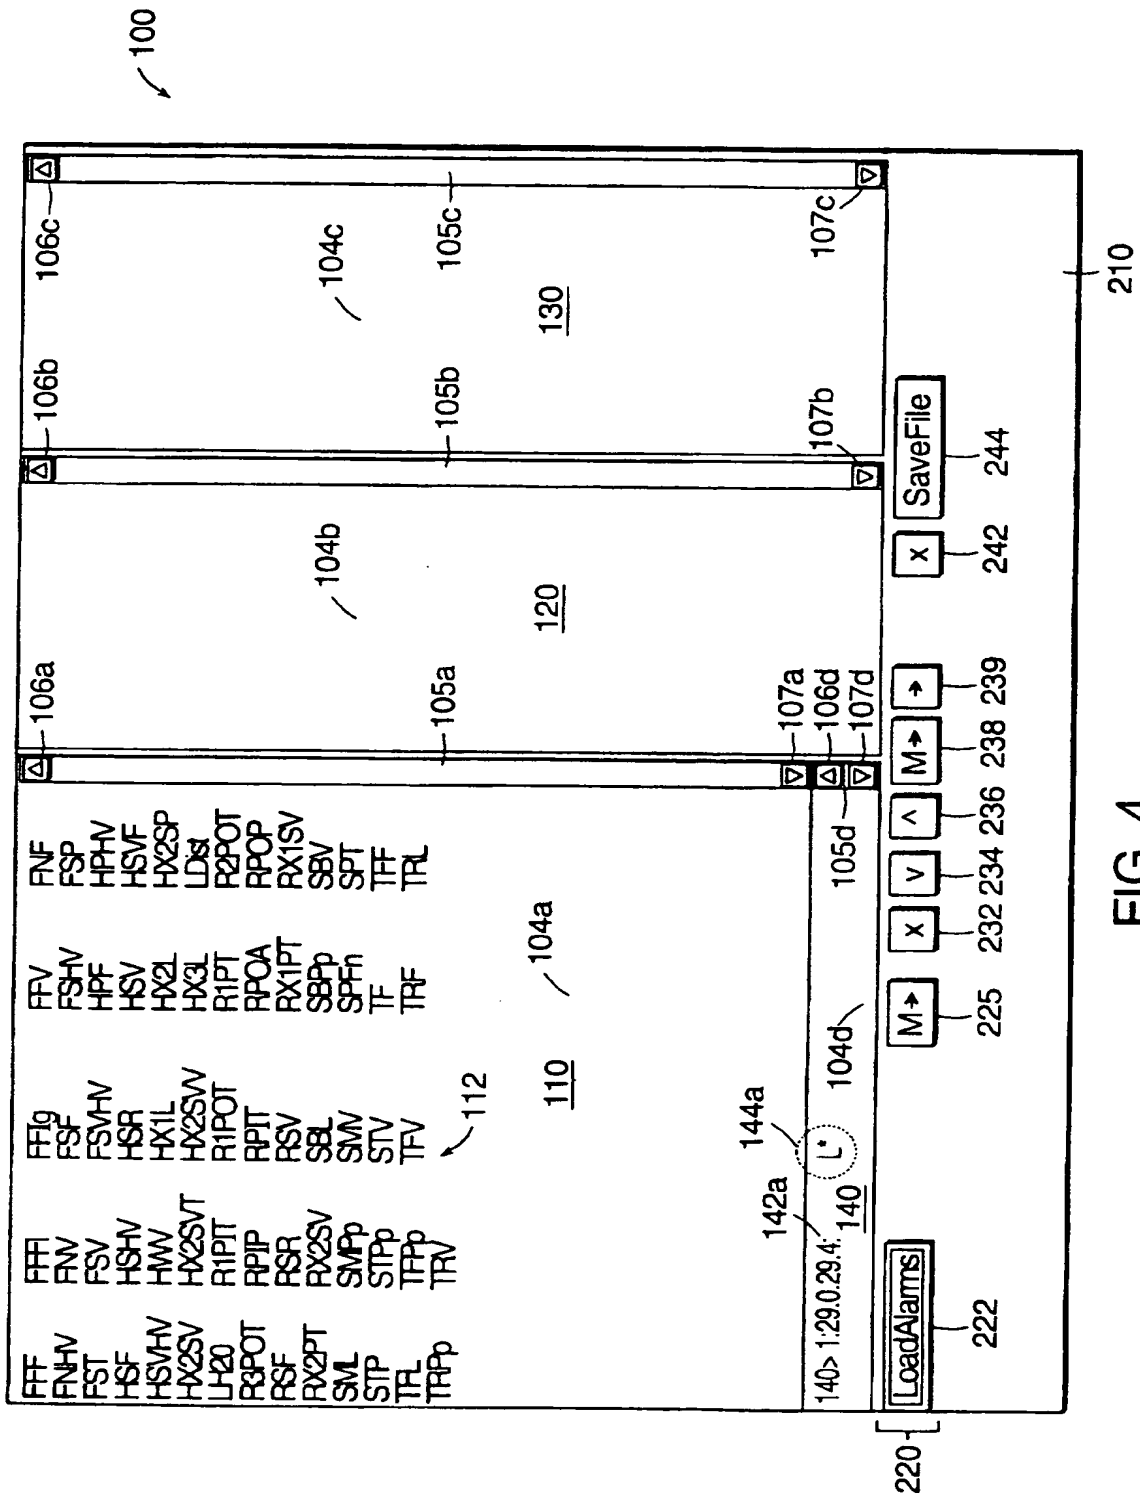 100
FFF FFFl FFlg FFV FNF 106a 106b 106c
FNHV FNV FSF FSHV FSP
FST FSV FSVHV HPF HPHV
HSF HSHV HSR HSV HSVF
HSVHV HWV HX1L HX2L HX2SP
HX2SV HX2SVT HX2SVV HX3L LDist
LH20 R1PIT R1POT R1PT R2POT
R3POT RPIP RPIT RPOA RPOP
RSF RSR RSV RX1PT RX1SV
RX2PT RX2SV SBL SBPp SBV
SML SMPp SMV SPFn SPT
STP STPp STV TF TFF
TFL TFPp TFV TRF TRL
TRPp TRV
104b 104c
105a 105b 105c
112
104a
110 120 130
144a 107a
142a 106d 107b 107c
140> 1:29.0.29.4: L*
140 104d 105d 107d
220 LoadAlarms M→ X V ^ M→ → X SaveFile
222 225 232 234 236 238 239 242 244
210
FIG. 4